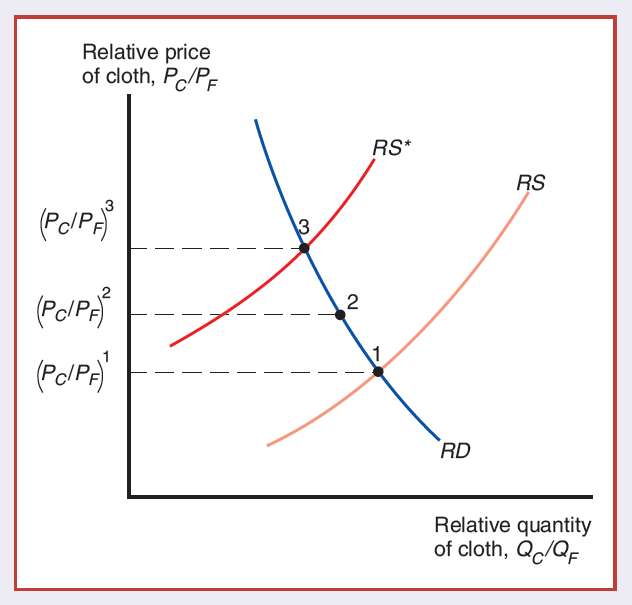 Relative price
of cloth, P_C/P_F
RS*
RS
3
(P_C/P_F)^3
(P_C/P_F)^2
2
1
(P_C/P_F)^1
RD
Relative quantity
of cloth, Q_C/Q_F